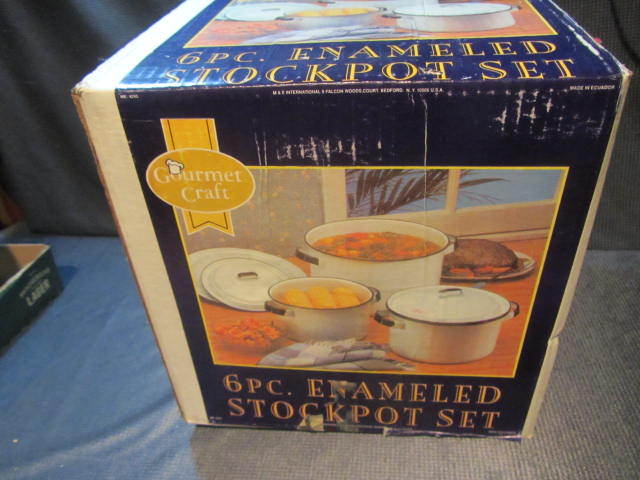 6PC. ENAMELED
STOCKPOT SET
M & E INTERNATIONAL 9 FALCON WOODS COURT, BEDFORD, N.Y. 10506 U.S.A.
MADE IN ECUADOR
Gourmet
Craft
6PC. ENAMELED
STOCKPOT SET
LAGER